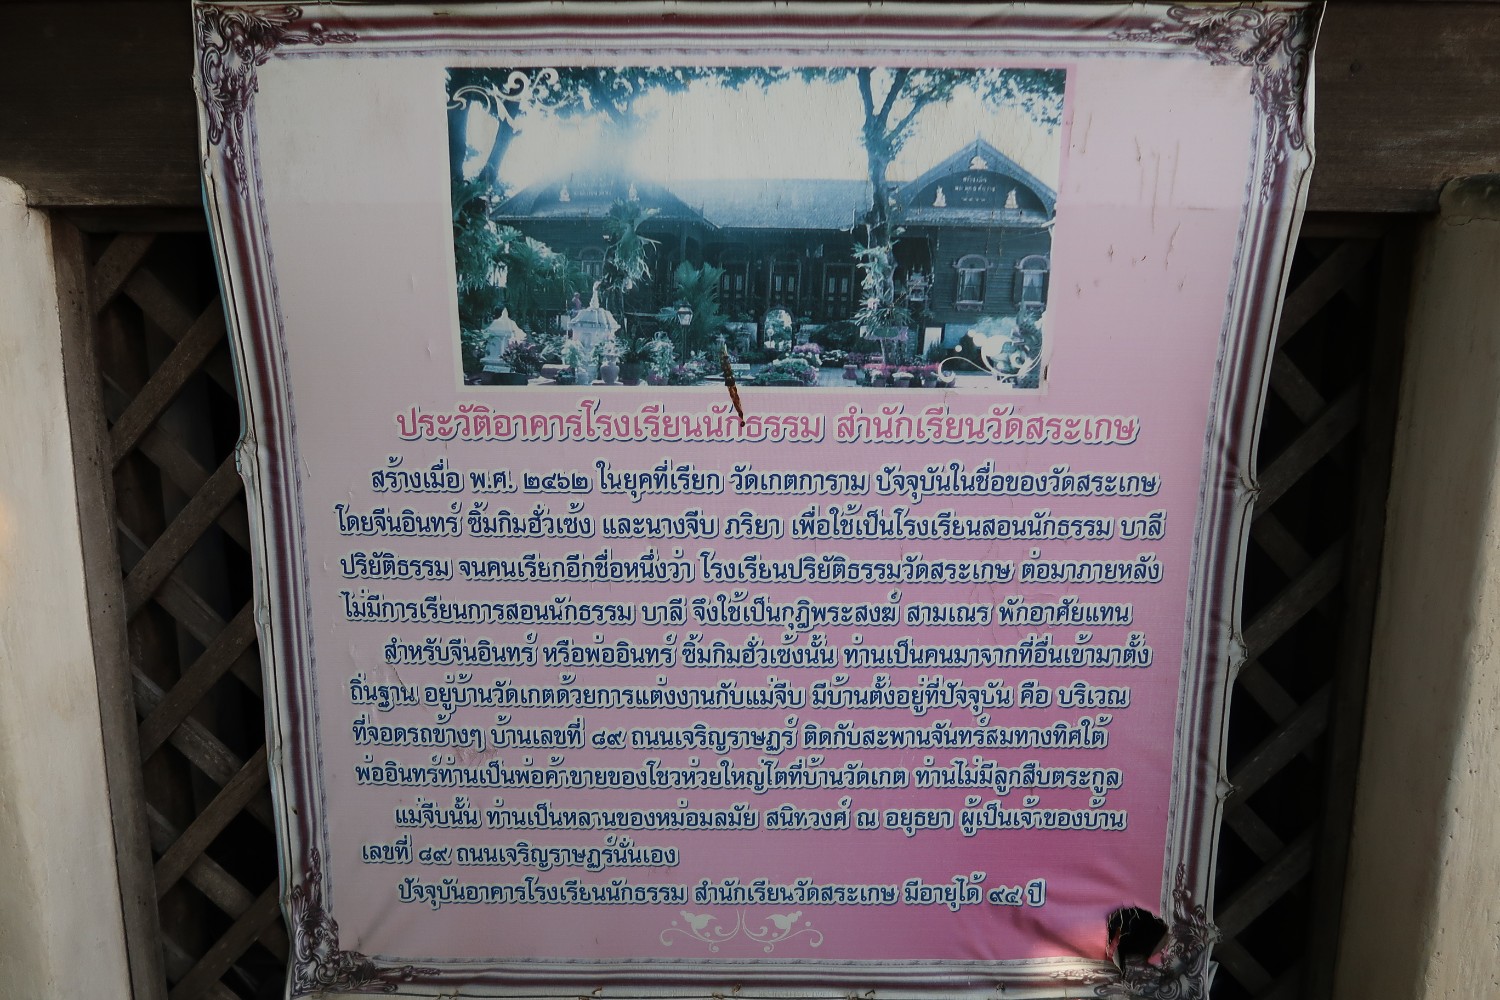 ประวัติอาคารโรงเรียนนักธรรม สำนักเรียนวัดสระเกษ
สร้างเมื่อ พ.ศ. ๒๔๖๒ ในยุคที่เรียก วัดเกตการาม ปัจจุบันในชื่อของวัดสระเกษ
โดยจีนอินทร์ ซิ้มกิมฮั่วเซ้ง และนางจีบ ภริยา เพื่อใช้เป็นโรงเรียนสอนนักธรรม บาลี
ปริยัติธรรม จนคนเรียกอีกชื่อหนึ่งว่า โรงเรียนปริยัติธรรมวัดสระเกษ ต่อมาภายหลัง
ไม่มีการเรียนการสอนนักธรรม บาลี จึงใช้เป็นกุฏิพระสงฆ์ สามเณร พักอาศัยแทน
สำหรับจีนอินทร์ หรือพ่ออินทร์ ซิ้มกิมฮั่วเซ้งนั้น ท่านเป็นคนมาจากที่อื่นเข้ามาตั้ง
ถิ่นฐาน อยู่บ้านวัดเกตด้วยการแต่งงานกับแม่จีบ มีบ้านตั้งอยู่ที่ปัจจุบัน คือ บริเวณ
ที่จอดรถข้างๆ บ้านเลขที่ ๘๙ ถนนเจริญราษฎร์ ติดกับสะพานจันทร์สมทางทิศใต้
พ่ออินทร์ท่านเป็นพ่อค้าขายของโชวห่วยใหญ่โตที่บ้านวัดเกต ท่านไม่มีลูกสืบตระกูล
แม่จีบนั้น ท่านเป็นหลานของหม่อมลมัย สนิทวงศ์ ณ อยุธยา ผู้เป็นเจ้าของบ้าน
เลขที่ ๘๙ ถนนเจริญราษฎร์นั่นเอง
ปัจจุบันอาคารโรงเรียนนักธรรม สำนักเรียนวัดสระเกษ มีอายุได้ ๙๔ ปี